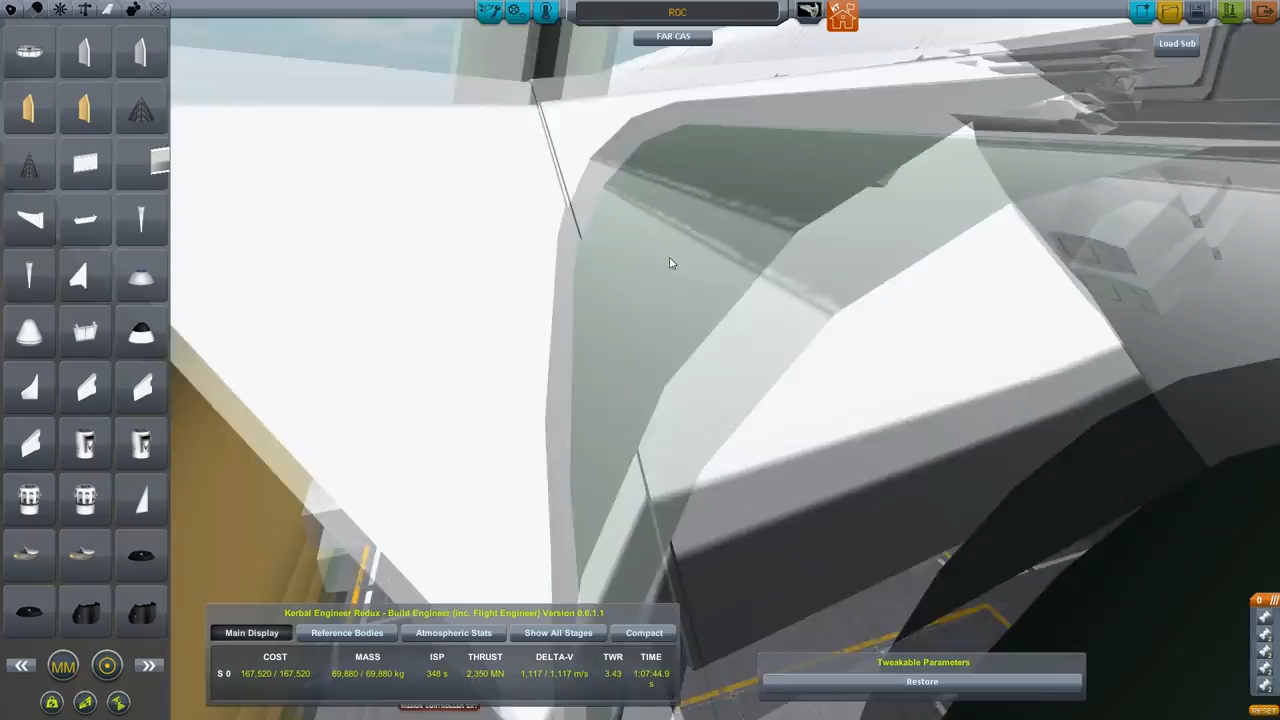 ROC
FAR CAS
Load Sub
Kerbal Engineer Redux - Build Engineer (inc. Flight Engineer) Version 0.6.1.1
Main Display Reference Bodies Atmospheric Stats Show All Stages Compact
COST MASS ISP THRUST DELTA-V TWR TIME
S 0 167,520 / 167,520 69,880 / 69,880 kg 348 s 2,350 MN 1,117 / 1,117 m/s 3.43 1:07:44.9
s
Tweakable Parameters
Restore
MM
0
RESET